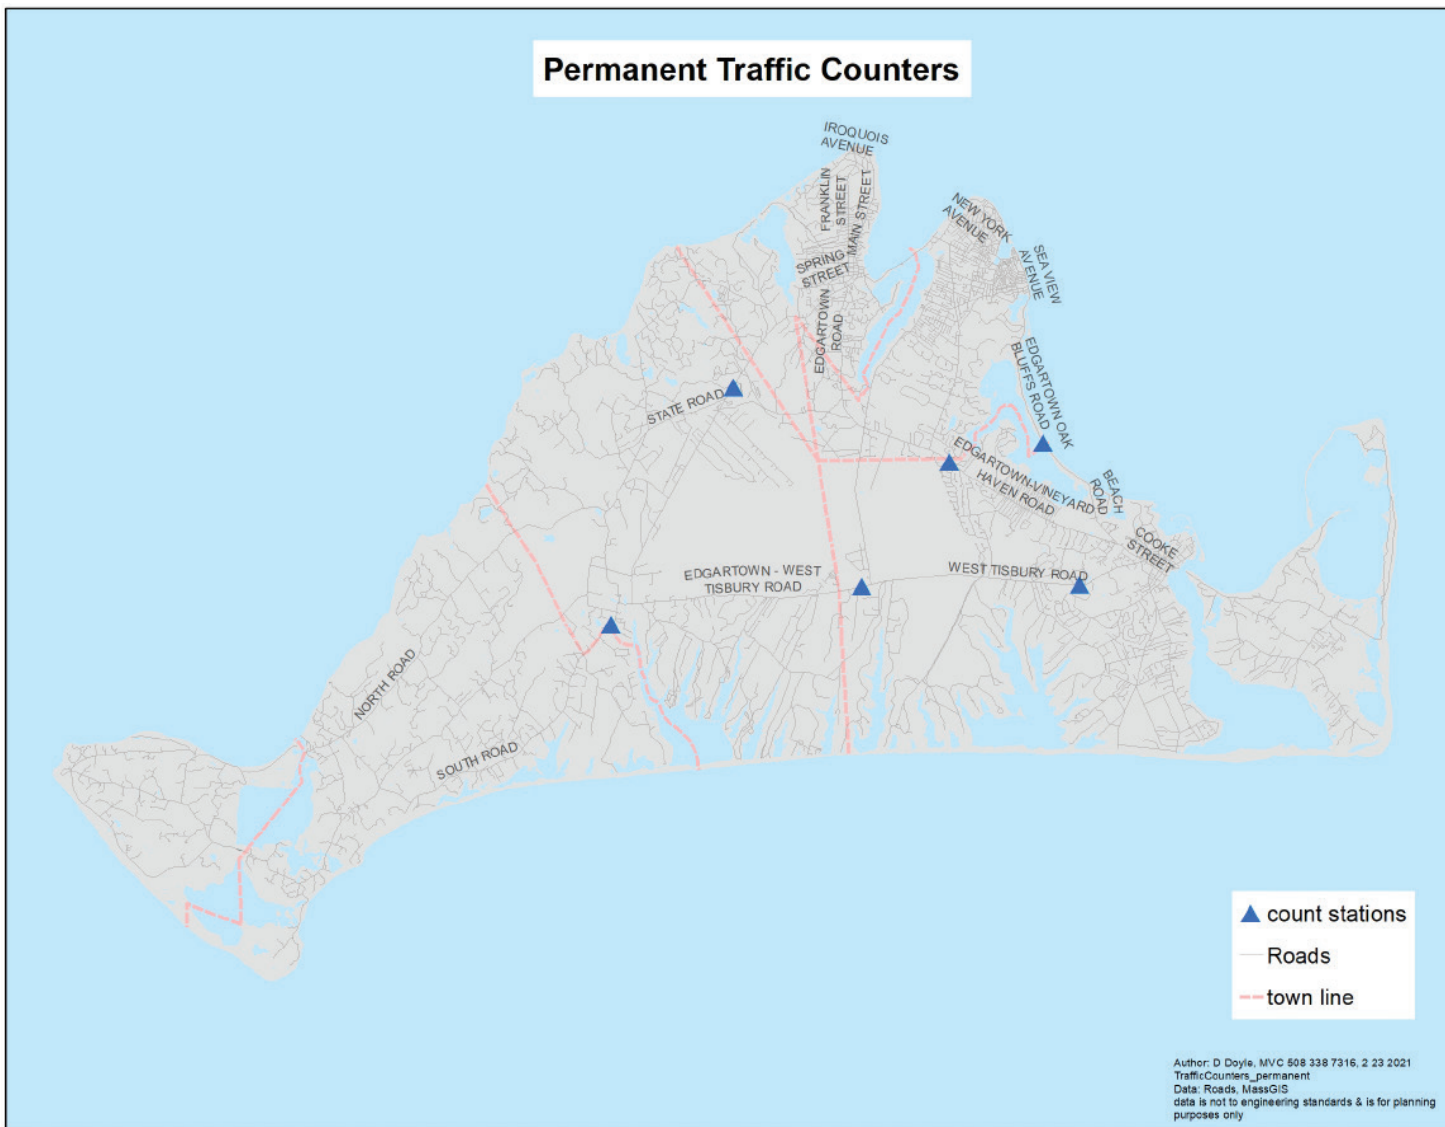 Permanent Traffic Counters
IROQUOIS
AVENUE
FRANKLIN
STREET
MAIN STREET
NEW YORK
AVENUE
SPRING
STREET
SEA VIEW
AVENUE
EDGARTOWN
ROAD
EDGARTOWN OAK
BLUFFS ROAD
STATE ROAD
EDGARTOWN-VINEYARD
HAVEN ROAD
BEACH
ROAD
COOKE
STREET
EDGARTOWN - WEST
TISBURY ROAD
WEST TISBURY ROAD
NORTH ROAD
SOUTH ROAD
count stations
Roads
town line
Author: D Doyle, MVC 508 338 7316, 2 23 2021
TrafficCounters_permanent
Data: Roads, MassGIS
data is not to engineering standards & is for planning
purposes only